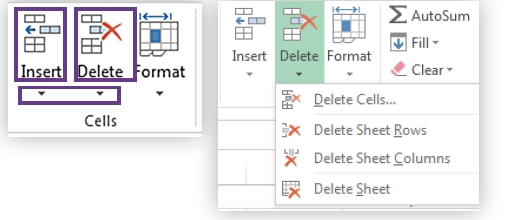 Insert Delete Format
Cells
Insert Delete Format
AutoSum
Fill
Clear
Delete Cells...
Delete Sheet Rows
Delete Sheet Columns
Delete Sheet